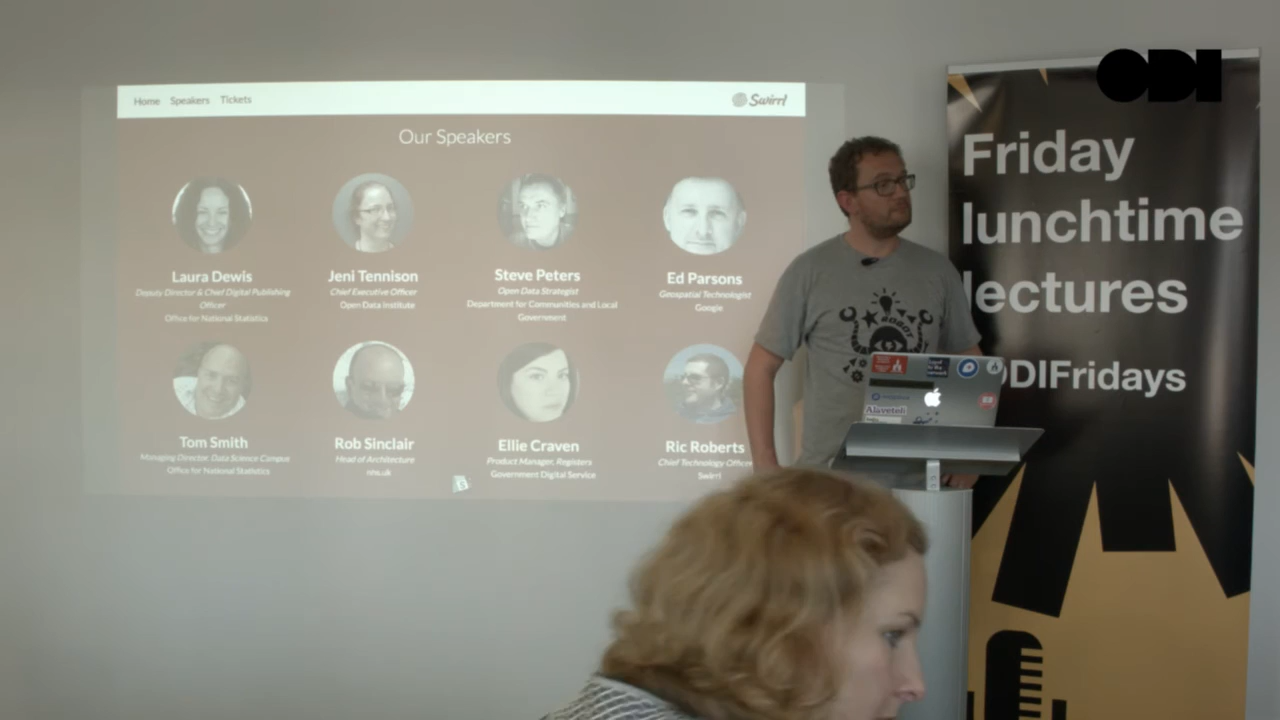 Home Speakers Tickets
Swirrl
Our Speakers
Laura Dewis
Deputy Director & Chief Digital Publishing
Officer
Office for National Statistics
Jeni Tennison
Chief Executive Officer
Open Data Institute
Steve Peters
Open Data Strategist
Department for Communities and Local
Government
Ed Parsons
Geospatial Technologist
Google
Tom Smith
Managing Director, Data Science Campus
Office for National Statistics
Rob Sinclair
Head of Architecture
nhs.uk
Ellie Craven
Product Manager, Registers
Government Digital Service
Ric Roberts
Chief Technology Officer
Swirrl
ROBOT
Alaveteli
ODI
Friday
lunchtime
lectures
ODIFridays